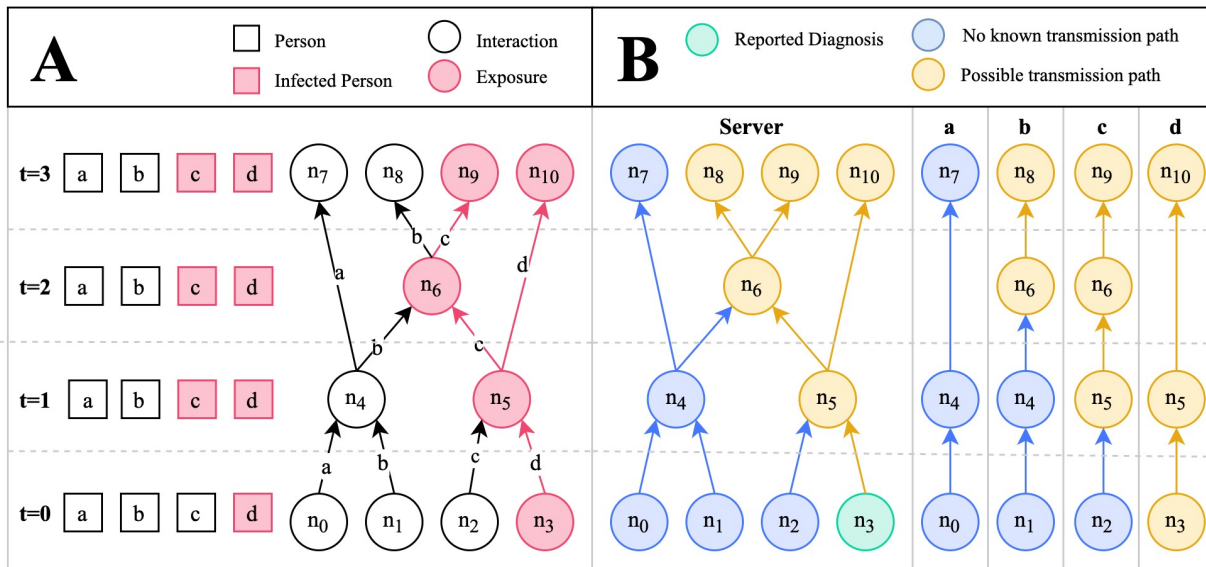 A
Person
Interaction
Infected Person
Exposure
B
Reported Diagnosis
No known transmission path
Possible transmission path
Server a b c d
t=3 a b c d n7 n8 n9 n10 n7 n8 n9 n10 n7 n8 n9 n10
b c
a d
t=2 a b c d n6 n6 n6 n6
b c
t=1 a b c d n4 n5 n4 n5 n4 n4 n5 n5
a b c d
t=0 a b c d n0 n1 n2 n3 n0 n1 n2 n3 n0 n1 n2 n3